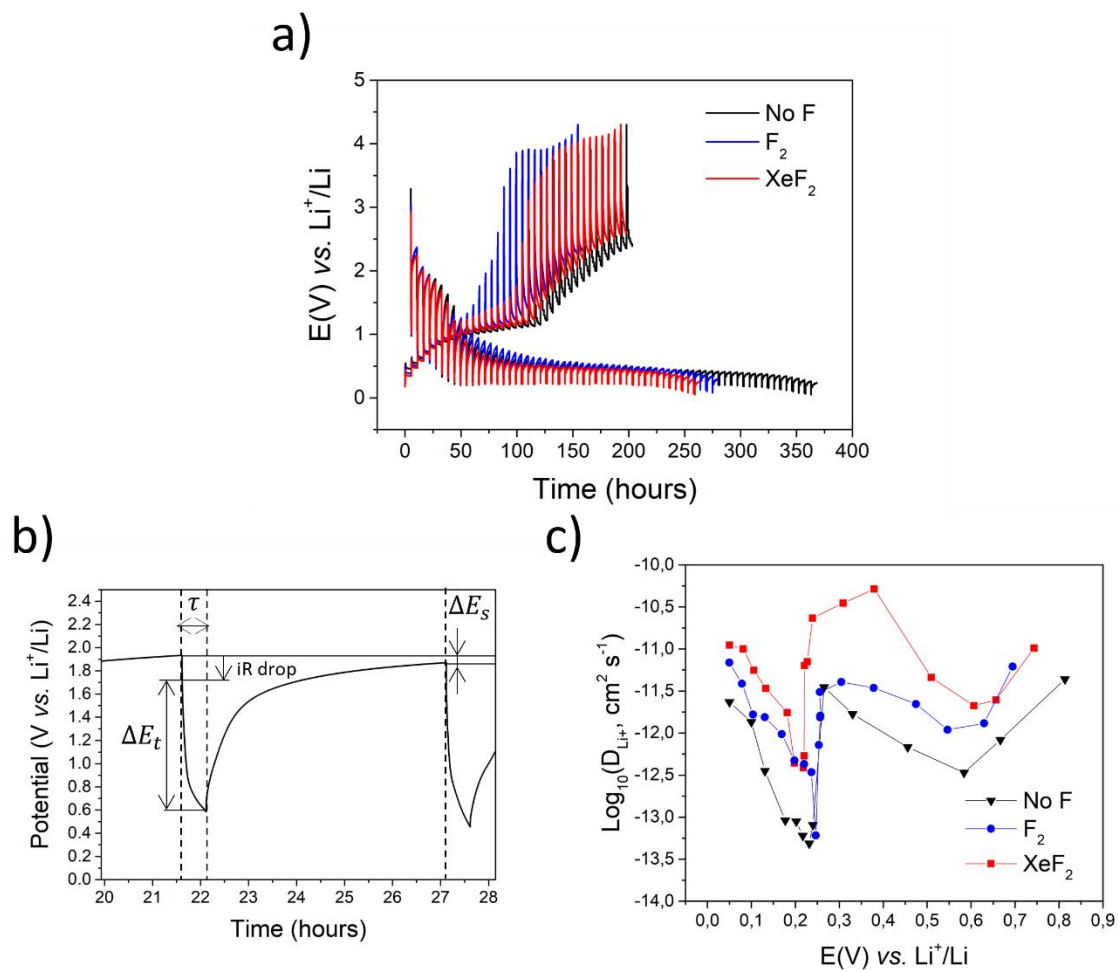 a)
5
4
3
2
1
0
E(V) vs. Li⁺/Li
No F
F₂
XeF₂
0 50 100 150 200 250 300 350 400
Time (hours)
b)
2.4
2.2
2.0
1.8
1.6
1.4
1.2
1.0
0.8
0.6
0.4
0.2
0.0
Potential (V vs. Li⁺/Li)
τ
ΔEₛ
iR drop
ΔEₜ
20 21 22 23 24 25 26 27 28
Time (hours)
c)
-10,0
-10,5
-11,0
-11,5
-12,0
-12,5
-13,0
-13,5
-14,0
Log₁₀(D_Li+, cm² s⁻¹)
No F
F₂
XeF₂
0,0 0,1 0,2 0,3 0,4 0,5 0,6 0,7 0,8 0,9
E(V) vs. Li⁺/Li